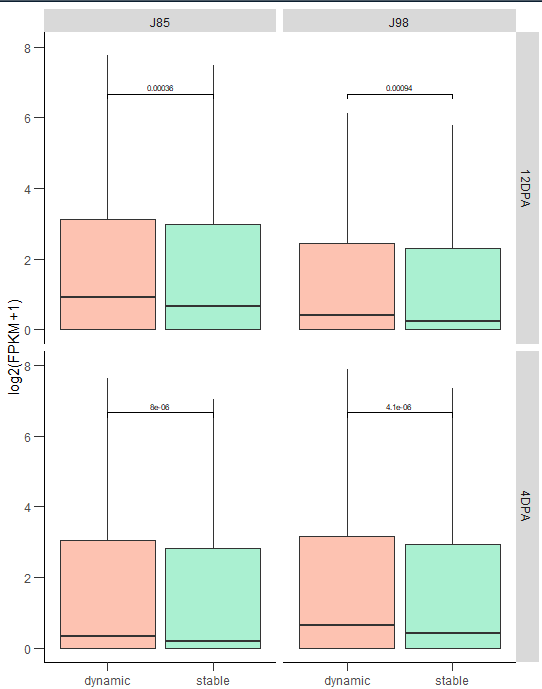 J85 J98
8
0.00036 0.00094
6
4
2
0
12DPA
log2(FPKM+1)
8
8e-06 4.1e-06
6
4
2
0
4DPA
dynamic stable dynamic stable